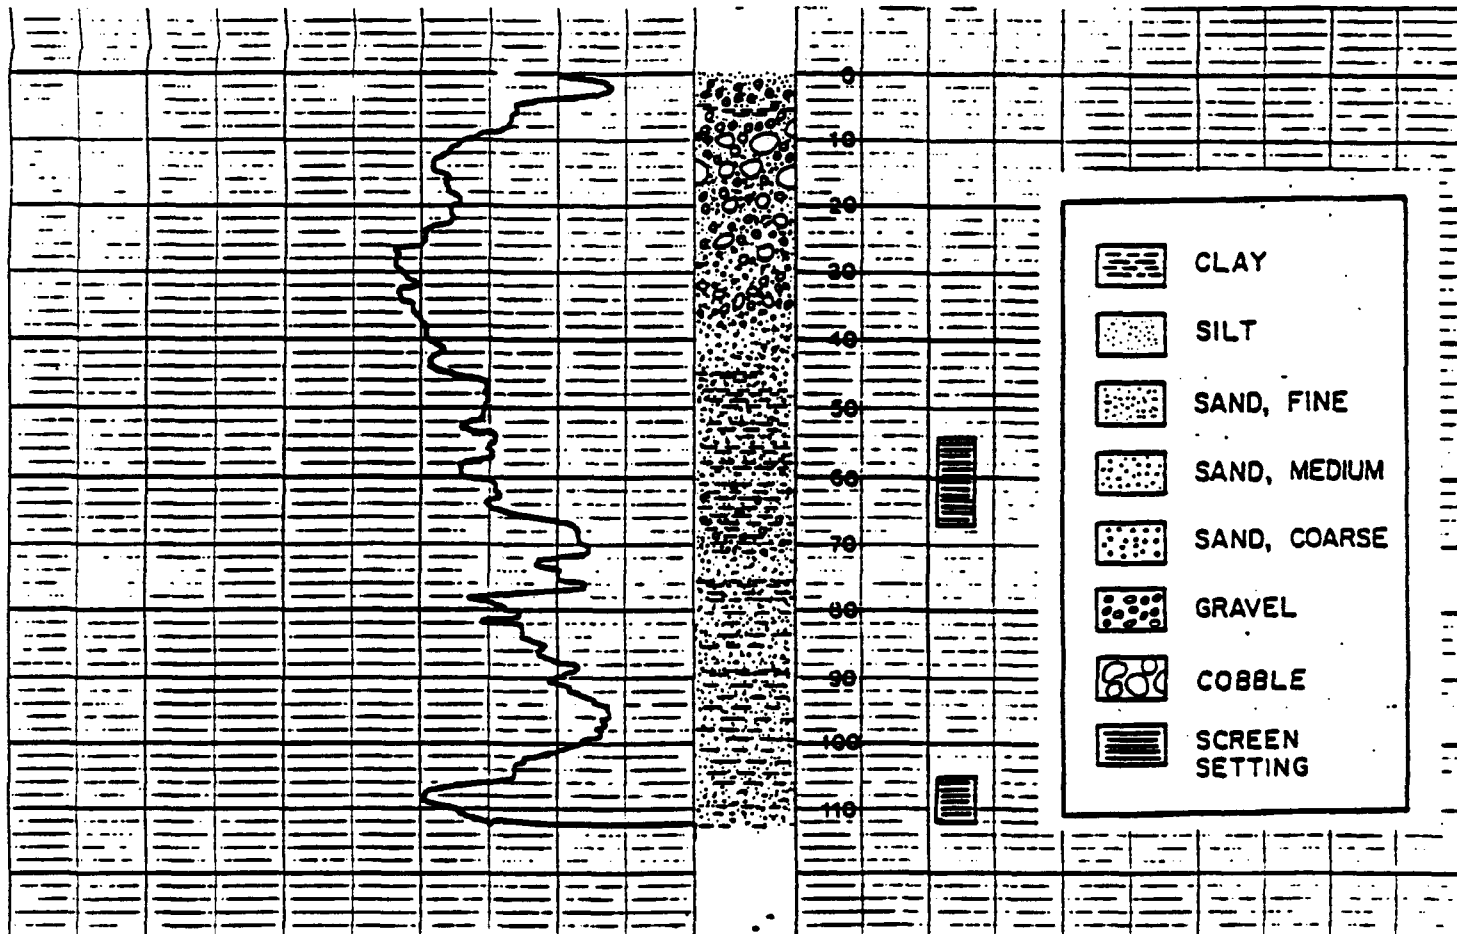 0
10
20
30
40
50
60
70
80
90
100
110
CLAY
SILT
SAND, FINE
SAND, MEDIUM
SAND, COARSE
GRAVEL
COBBLE
SCREEN
SETTING